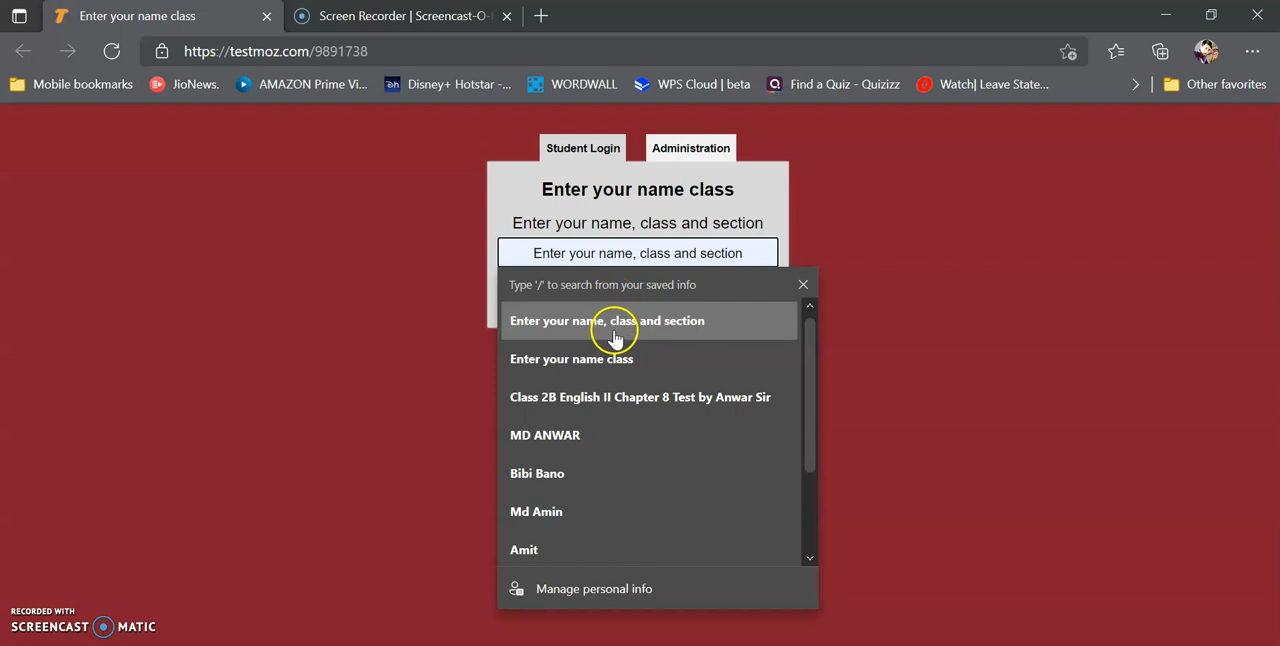 Enter your name class
Screen Recorder | Screencast-O-
https://testmoz.com/9891738
Mobile bookmarks
JioNews.
AMAZON Prime Vi...
Disney+ Hotstar -...
WORDWALL
WPS Cloud | beta
Find a Quiz - Quizizz
Watch| Leave State...
Other favorites
Student Login
Administration
Enter your name class
Enter your name, class and section
Enter your name, class and section
Type '/' to search from your saved info
Enter your name, class and section
Enter your name class
Class 2B English II Chapter 8 Test by Anwar Sir
MD ANWAR
Bibi Bano
Md Amin
Amit
Manage personal info
RECORDED WITH
SCREENCAST MATIC